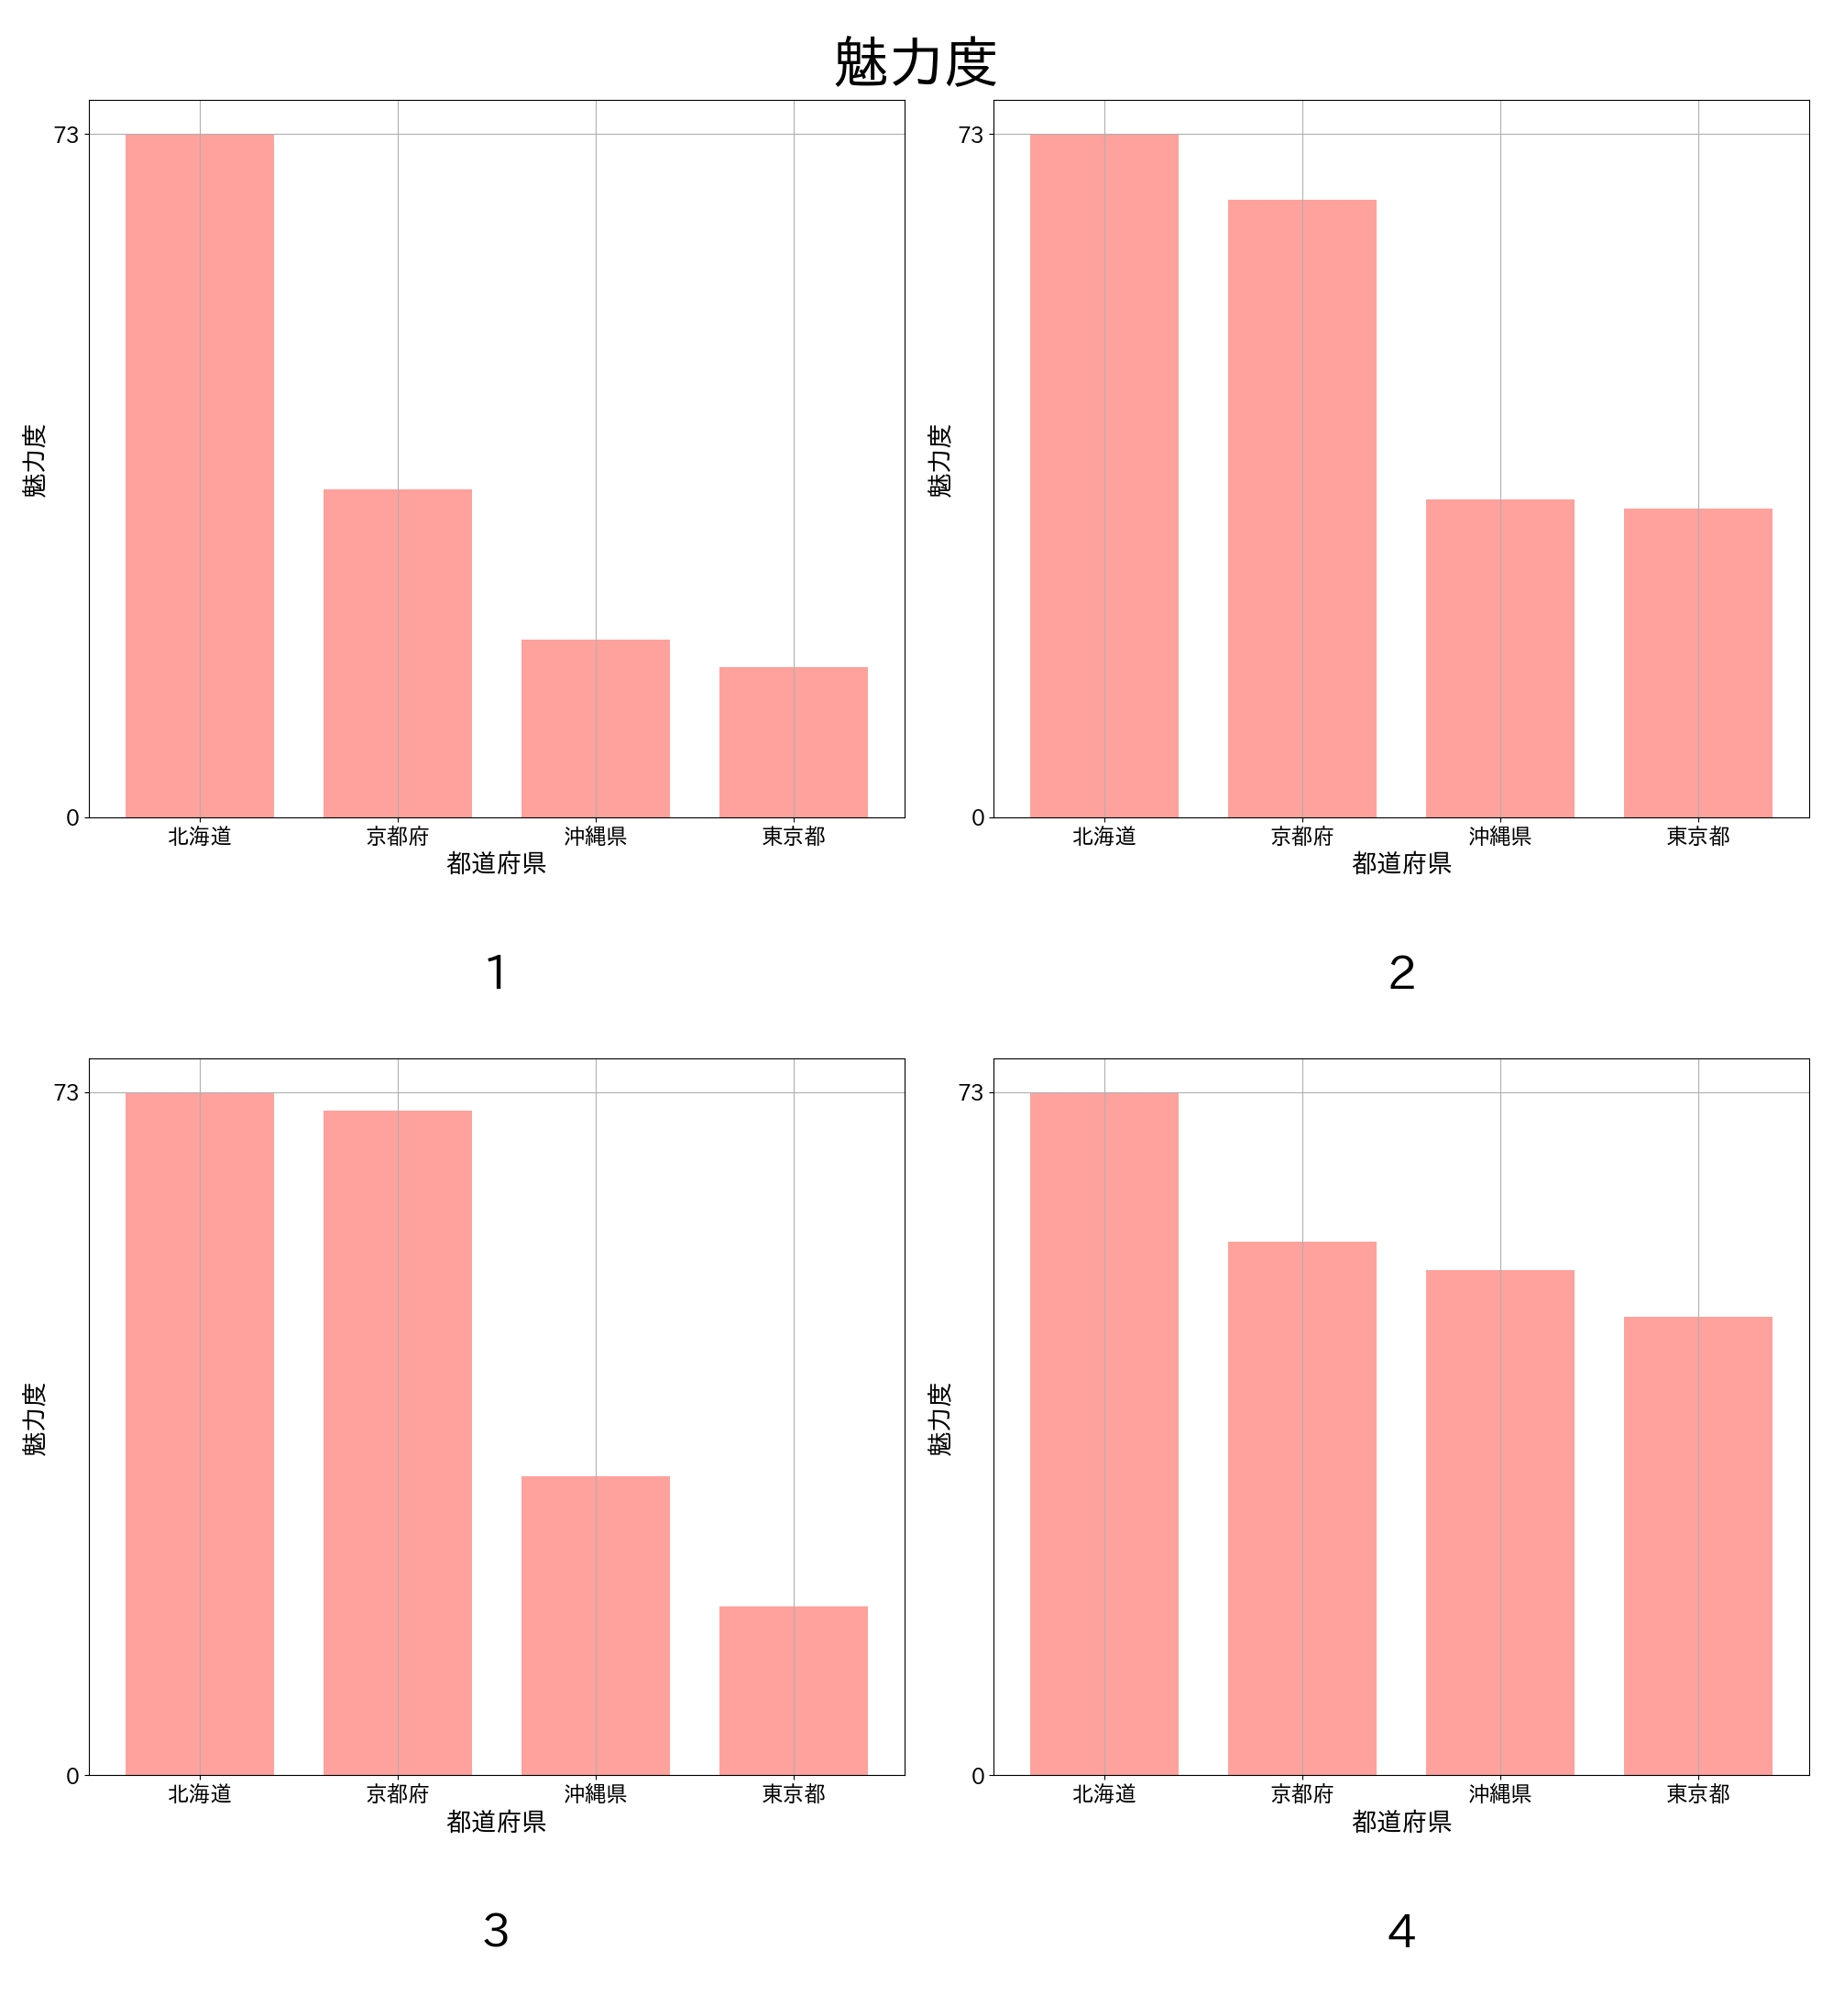 魅力度
73
魅力度
0
北海道 京都府 沖縄県 東京都
都道府県
1
73
魅力度
0
北海道 京都府 沖縄県 東京都
都道府県
2
73
魅力度
0
北海道 京都府 沖縄県 東京都
都道府県
3
73
魅力度
0
北海道 京都府 沖縄県 東京都
都道府県
4